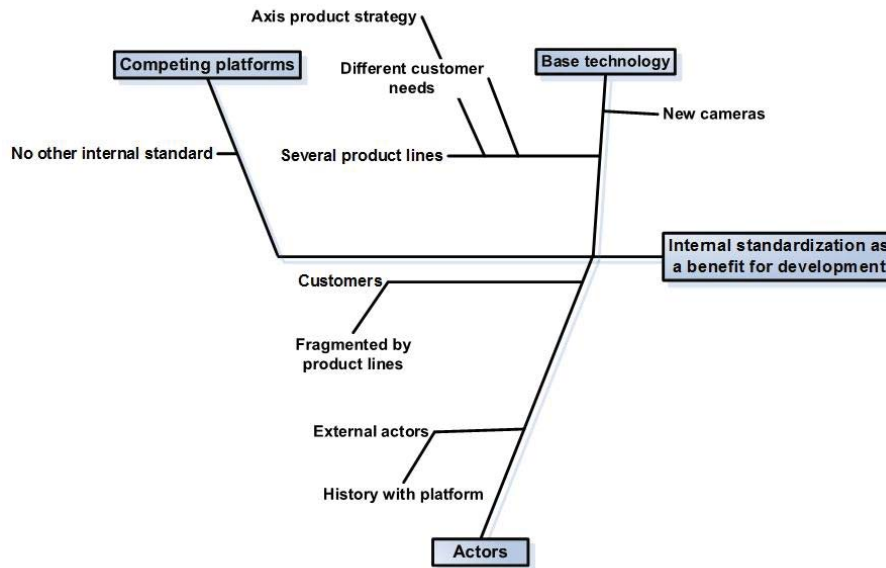 Axis product strategy
Competing platforms
Different customer
needs
Base technology
New cameras
No other internal standard
Several product lines
Internal standardization as
a benefit for development
Customers
Fragmented by
product lines
External actors
History with platform
Actors